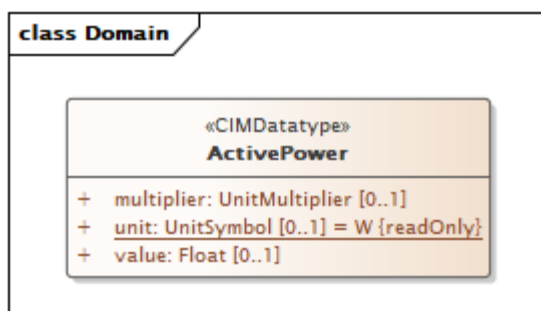 class Domain
«CIMDatatype»
ActivePower
+ multiplier: UnitMultiplier [0..1]
+ unit: UnitSymbol [0..1] = W {readOnly}
+ value: Float [0..1]